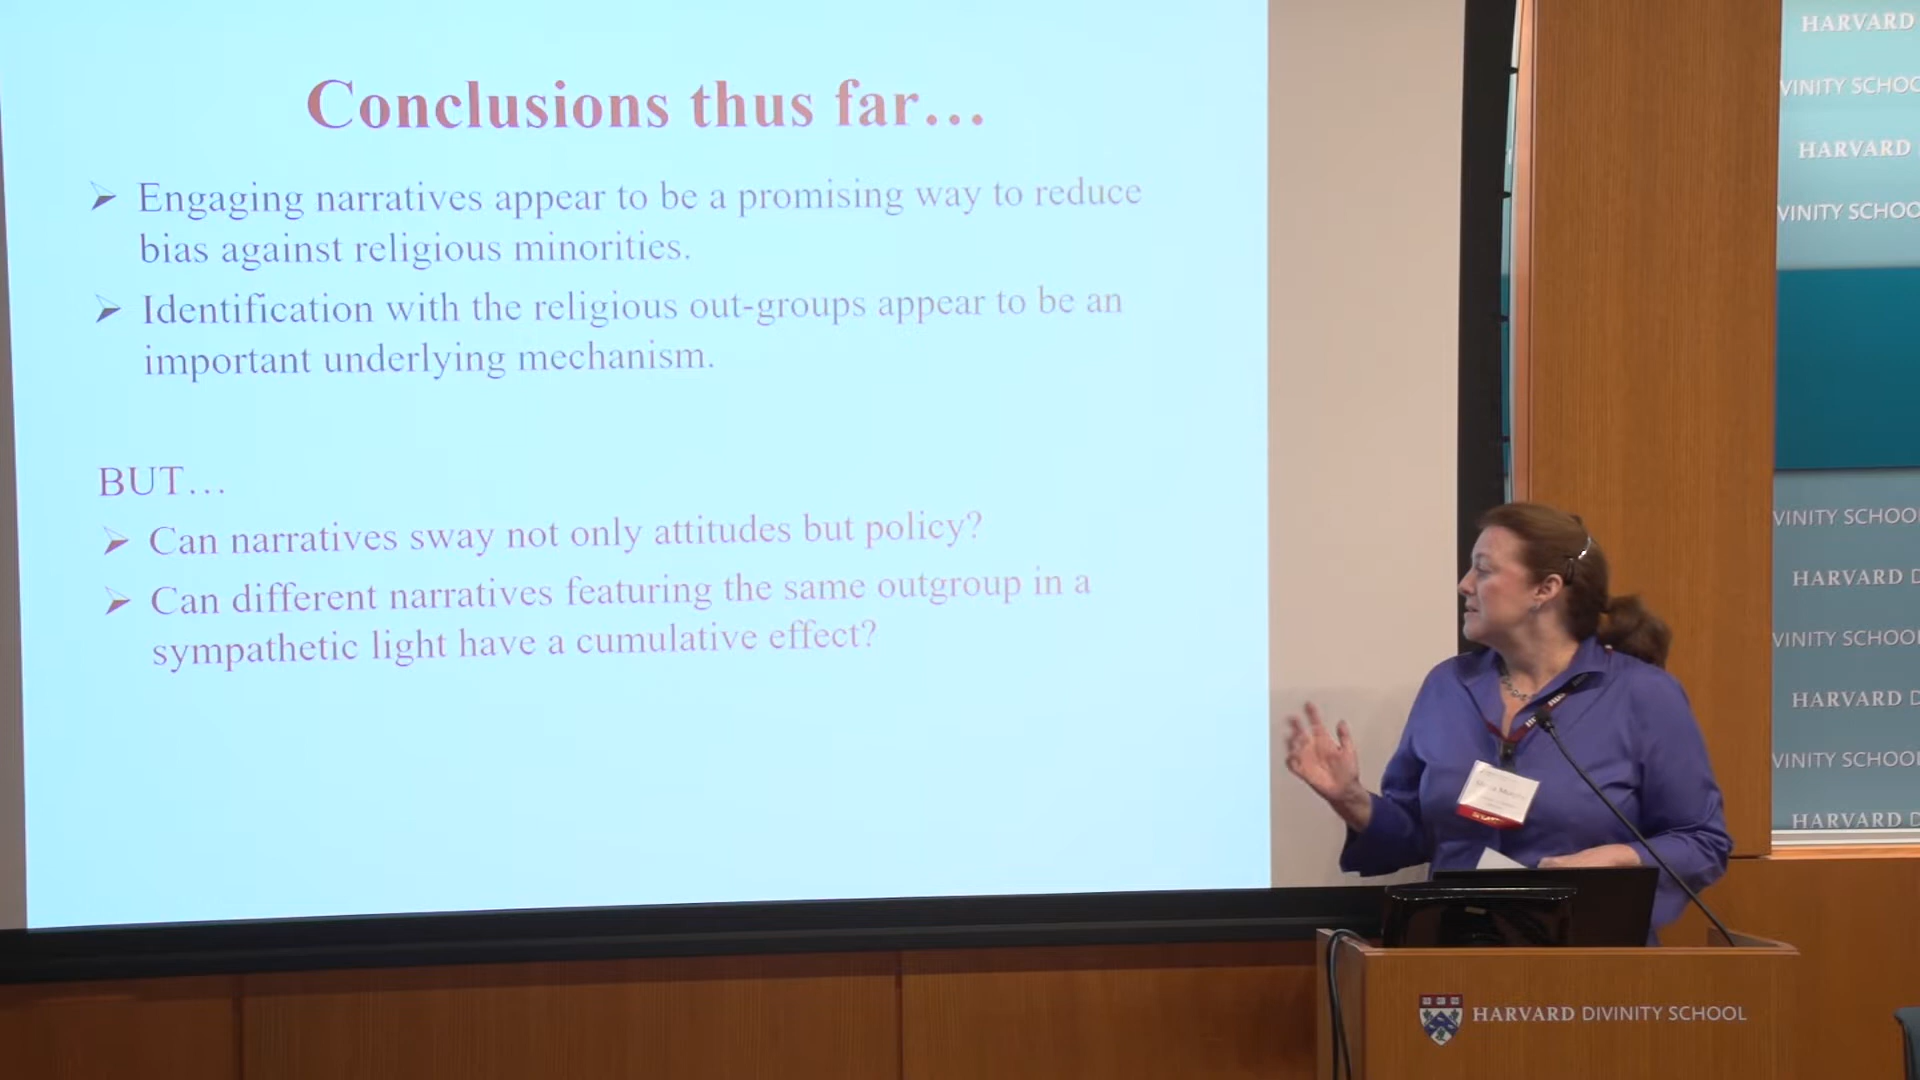 Conclusions thus far...
Engaging narratives appear to be a promising way to reduce
bias against religious minorities.
Identification with the religious out-groups appear to be an
important underlying mechanism.
BUT...
Can narratives sway not only attitudes but policy?
Can different narratives featuring the same outgroup in a
sympathetic light have a cumulative effect?
HARVARD
VINITY SCHOO
HARVARD
VINITY SCHOO
VINITY SCHOOL
HARVARD D
VINITY SCHOOL
HARVARD D
VINITY SCHOOL
HARVARD D
HARVARD DIVINITY SCHOOL